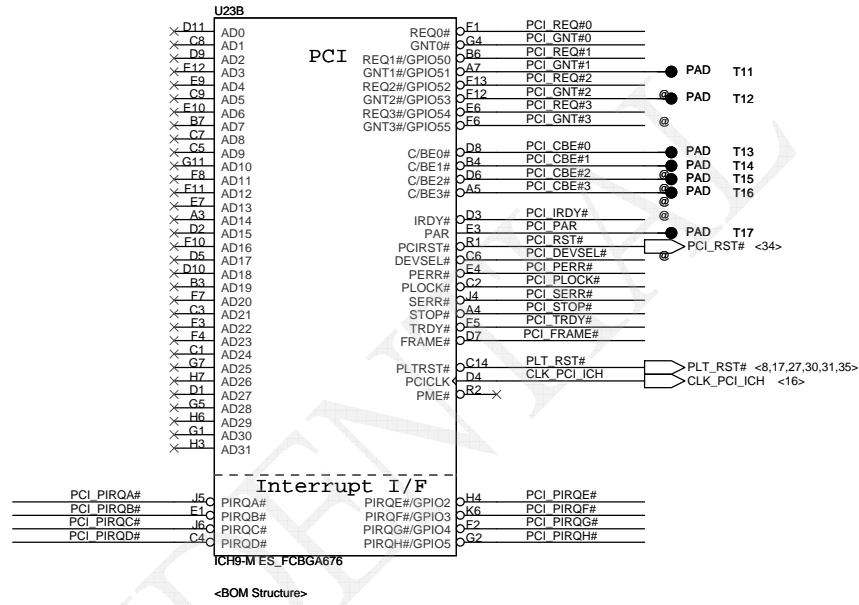 U23B
D11 AD0 REQ0# F1 PCI_REQ#0
C8 AD1 GNT0# G4 PCI_GNT#0
D9 AD2 PCI REQ1#/GPIO50 B6 PCI_REQ#1
E12 AD3 GNT1#/GPIO51 A7 PCI_GNT#1 PAD T11
E9 AD4 REQ2#/GPIO52 F13 PCI_REQ#2
C9 AD5 GNT2#/GPIO53 F12 PCI_GNT#2 @ PAD T12
E10 AD6 REQ3#/GPIO54 E6 PCI_REQ#3
B7 AD7 GNT3#/GPIO55 F6 PCI_GNT#3 @
C7 AD8
C5 AD9 C/BE0# D8 PCI_CBE#0 PAD T13
G11 AD10 C/BE1# B4 PCI_CBE#1 PAD T14
F8 AD11 C/BE2# D6 PCI_CBE#2 @ PAD T15
F11 AD12 C/BE3# A5 PCI_CBE#3 @ PAD T16
E7 AD13 @
A3 AD14 IRDY# D3 PCI_IRDY# @
D2 AD15 PAR E3 PCI_PAR PAD T17
F10 AD16 PCIRST# R1 PCI_RST# PCI_RST# <34>
D5 AD17 DEVSEL# C6 PCI_DEVSEL# @
D10 AD18 PERR# E4 PCI_PERR#
B3 AD19 PLOCK# C2 PCI_PLOCK#
F7 AD20 SERR# J4 PCI_SERR#
C3 AD21 STOP# A4 PCI_STOP#
F3 AD22 TRDY# F5 PCI_TRDY#
F4 AD23 FRAME# D7 PCI_FRAME#
C1 AD24
G7 AD25 PLTRST# C14 PLT_RST# PLT_RST# <8,17,27,30,31,35>
H7 AD26 PCICLK D4 CLK_PCI_ICH CLK_PCI_ICH <16>
D1 AD27 PME# R2
G5 AD28
H6 AD29
G1 AD30
H3 AD31
Interrupt I/F
PCI_PIRQA# J5 PIRQA# PIRQE#/GPIO2 H4 PCI_PIRQE#
PCI_PIRQB# E1 PIRQB# PIRQF#/GPIO3 K6 PCI_PIRQF#
PCI_PIRQC# J6 PIRQC# PIRQG#/GPIO4 F2 PCI_PIRQG#
PCI_PIRQD# C4 PIRQD# PIRQH#/GPIO5 G2 PCI_PIRQH#
ICH9-M ES_FCBGA676
<BOM Structure>